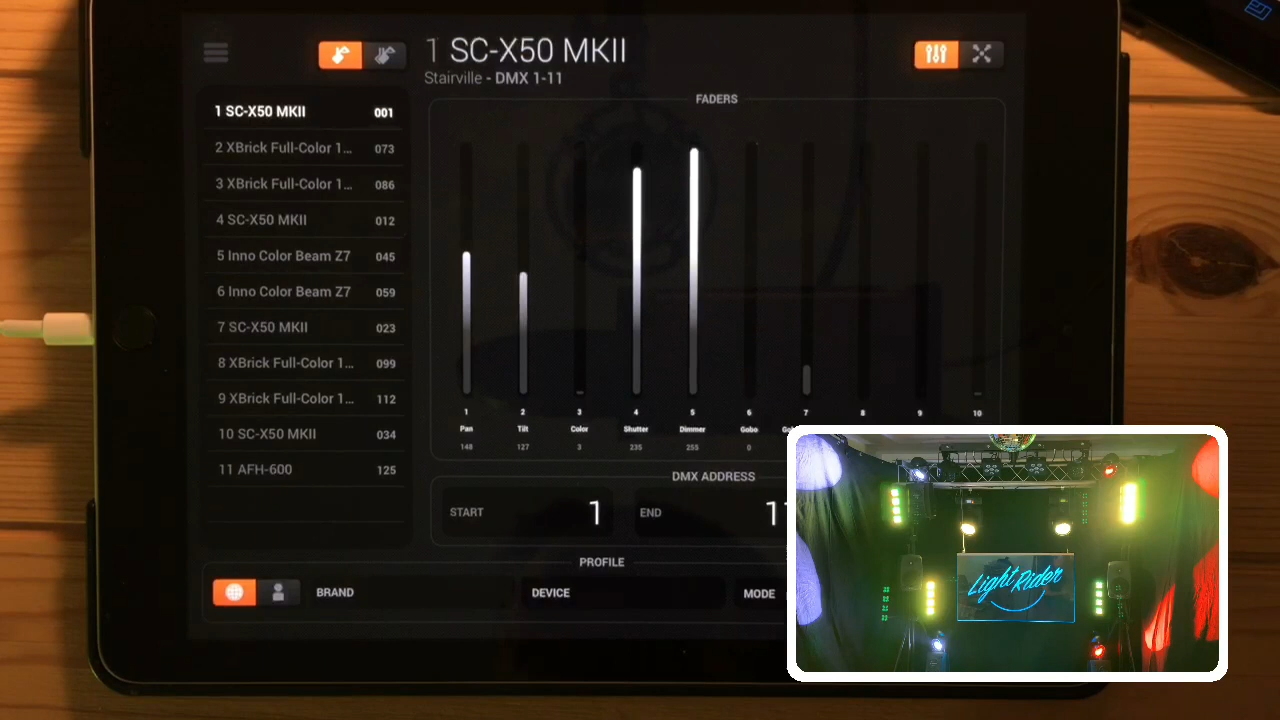 1 SC-X50 MKII
Stairville - DMX 1-11
FADERS
1 SC-X50 MKII 001
2 XBrick Full-Color 1... 073
3 XBrick Full-Color 1... 086
4 SC-X50 MKII 012
5 Inno Color Beam Z7 045
6 Inno Color Beam Z7 059
7 SC-X50 MKII 023
8 XBrick Full-Color 1... 099
9 XBrick Full-Color 1... 112
10 SC-X50 MKII 034
11 AFH-600 125
1 2 3 4 5 6 7 8 9 10
Pan Tilt Color Shutter Dimmer Gobo
148 127 3 235 255 0
DMX ADDRESS
START 1 END
PROFILE
BRAND DEVICE MODE
Light Rider